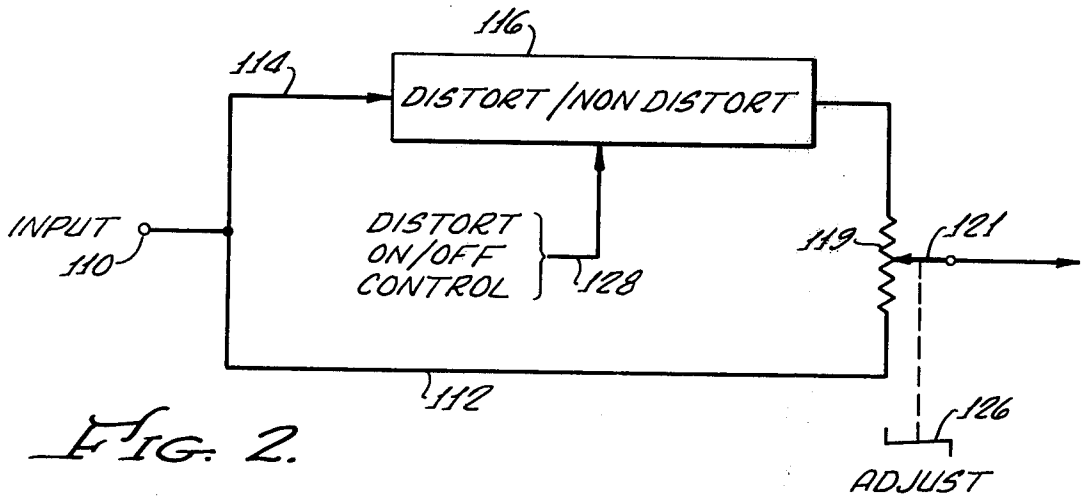 116
114
DISTORT/NON DISTORT
INPUT
110
DISTORT
ON/OFF
CONTROL
128
119
121
112
126
ADJUST
FIG. 2.